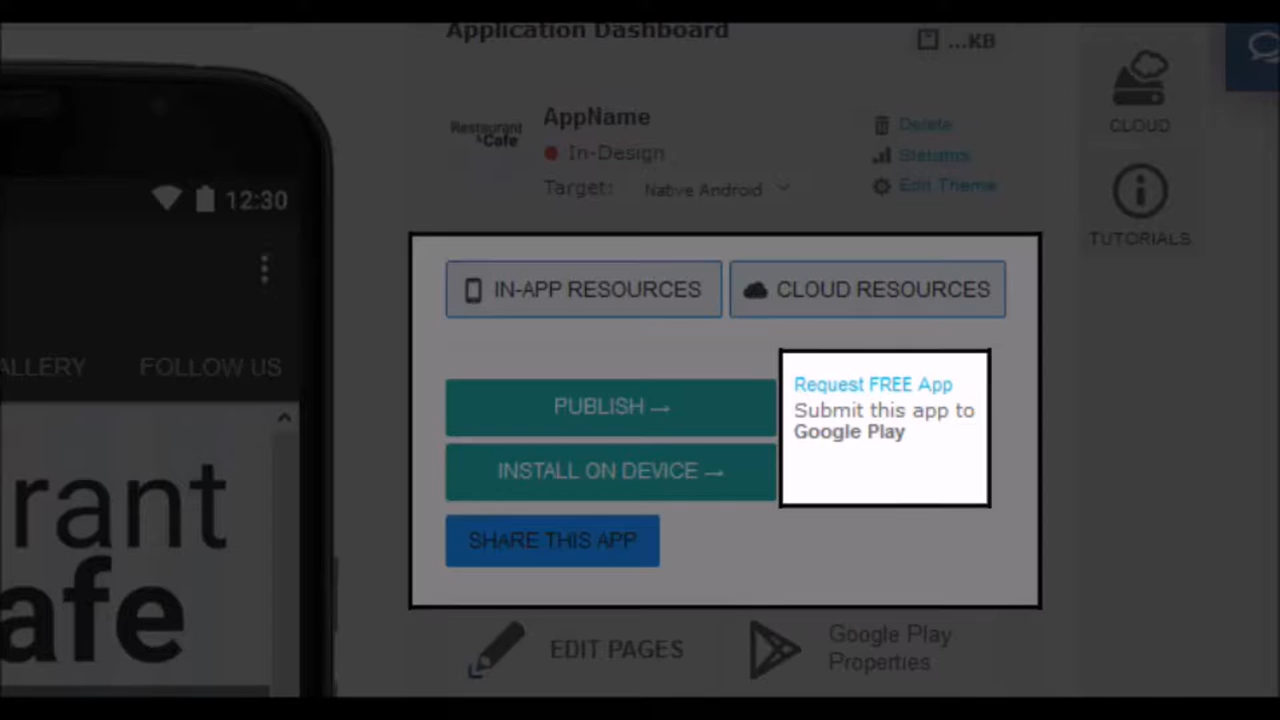 Application Dashboard
...KB
Restaurant
& Cafe
AppName
In-Design
Target: Native Android
Delete
Statistics
Edit Theme
CLOUD
TUTORIALS
12:30
ALLERY FOLLOW US
rant
afe
IN-APP RESOURCES
CLOUD RESOURCES
PUBLISH →
INSTALL ON DEVICE →
Request FREE App
Submit this app to
Google Play
SHARE THIS APP
EDIT PAGES
Google Play
Properties